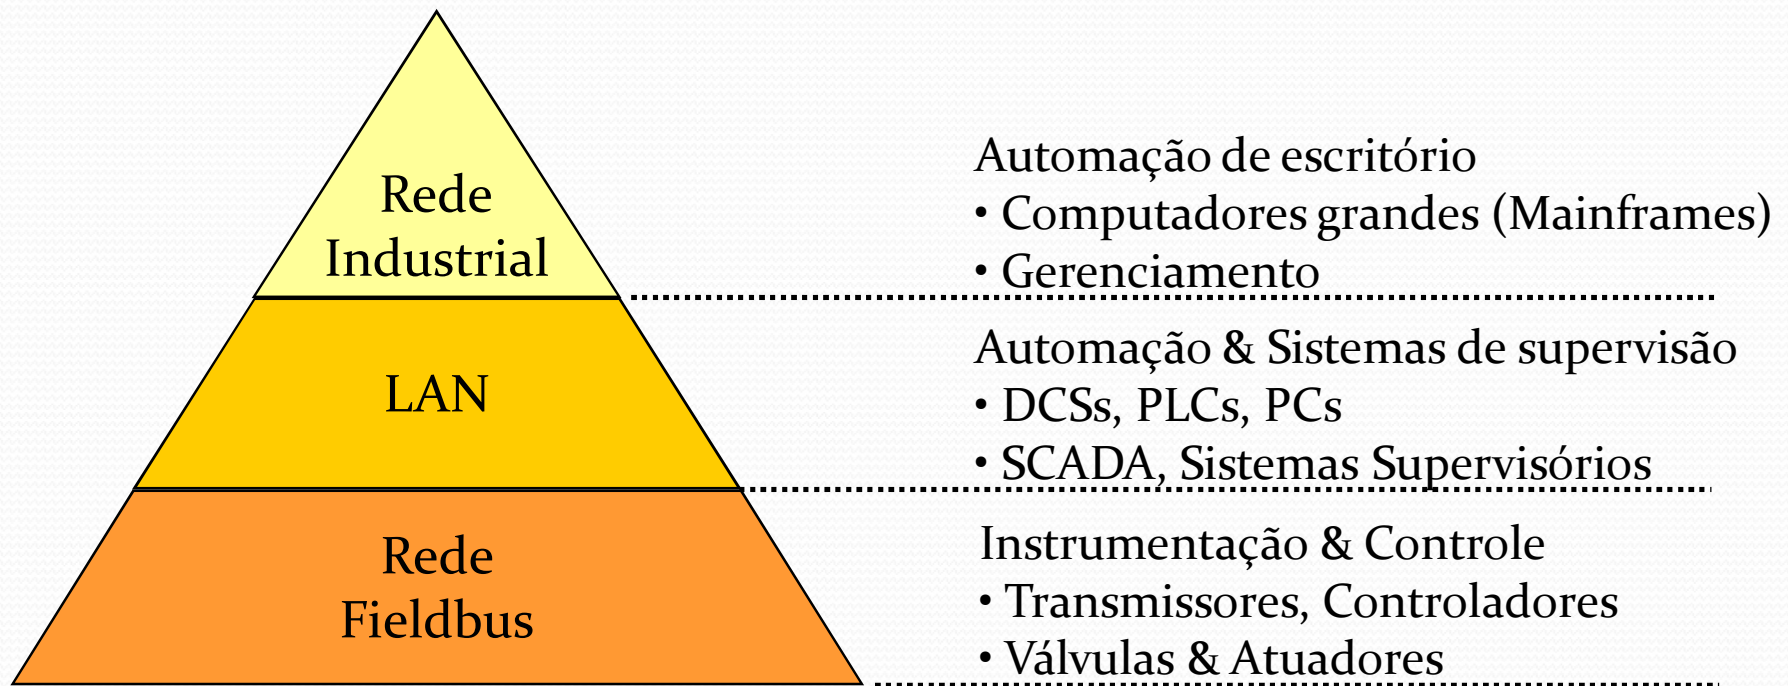 Rede
Industrial
Automação de escritório
• Computadores grandes (Mainframes)
• Gerenciamento
LAN
Automação & Sistemas de supervisão
• DCSs, PLCs, PCs
• SCADA, Sistemas Supervisórios
Rede
Fieldbus
Instrumentação & Controle
• Transmissores, Controladores
• Válvulas & Atuadores